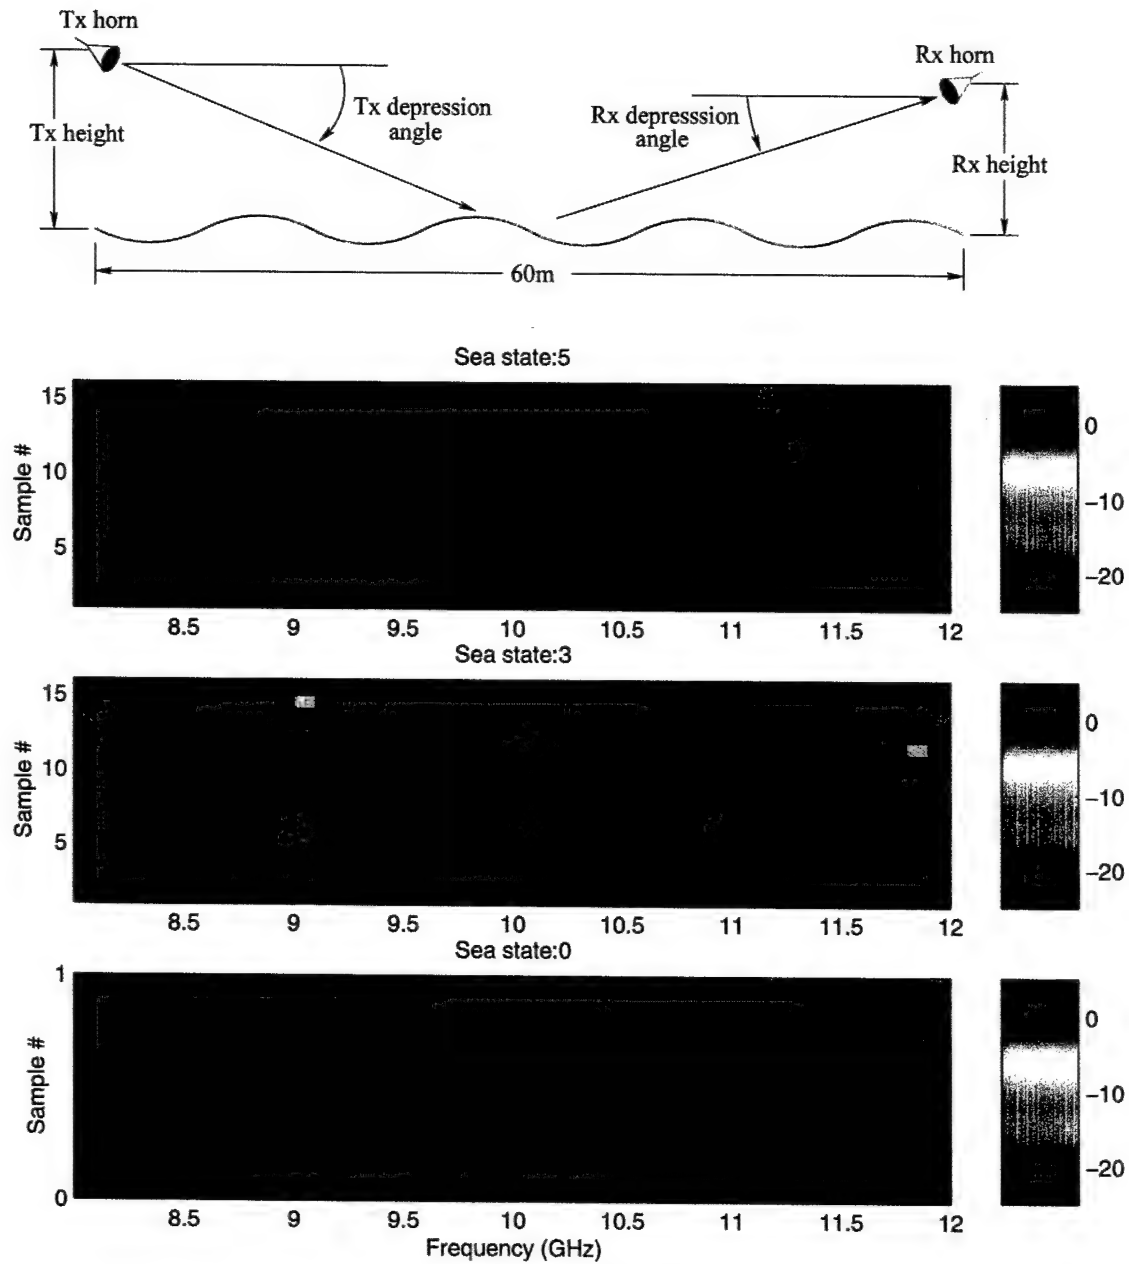 Tx horn
Rx horn
Tx depression
angle
Rx depresssion
angle
Tx height
Rx height
60m
Sea state:5
15
10
5
Sample #
0
−10
−20
8.5 9 9.5 10 10.5 11 11.5 12
Sea state:3
15
10
5
Sample #
0
−10
−20
8.5 9 9.5 10 10.5 11 11.5 12
Sea state:0
1
0.5
0
Sample #
0
−10
−20
8.5 9 9.5 10 10.5 11 11.5 12
Frequency (GHz)